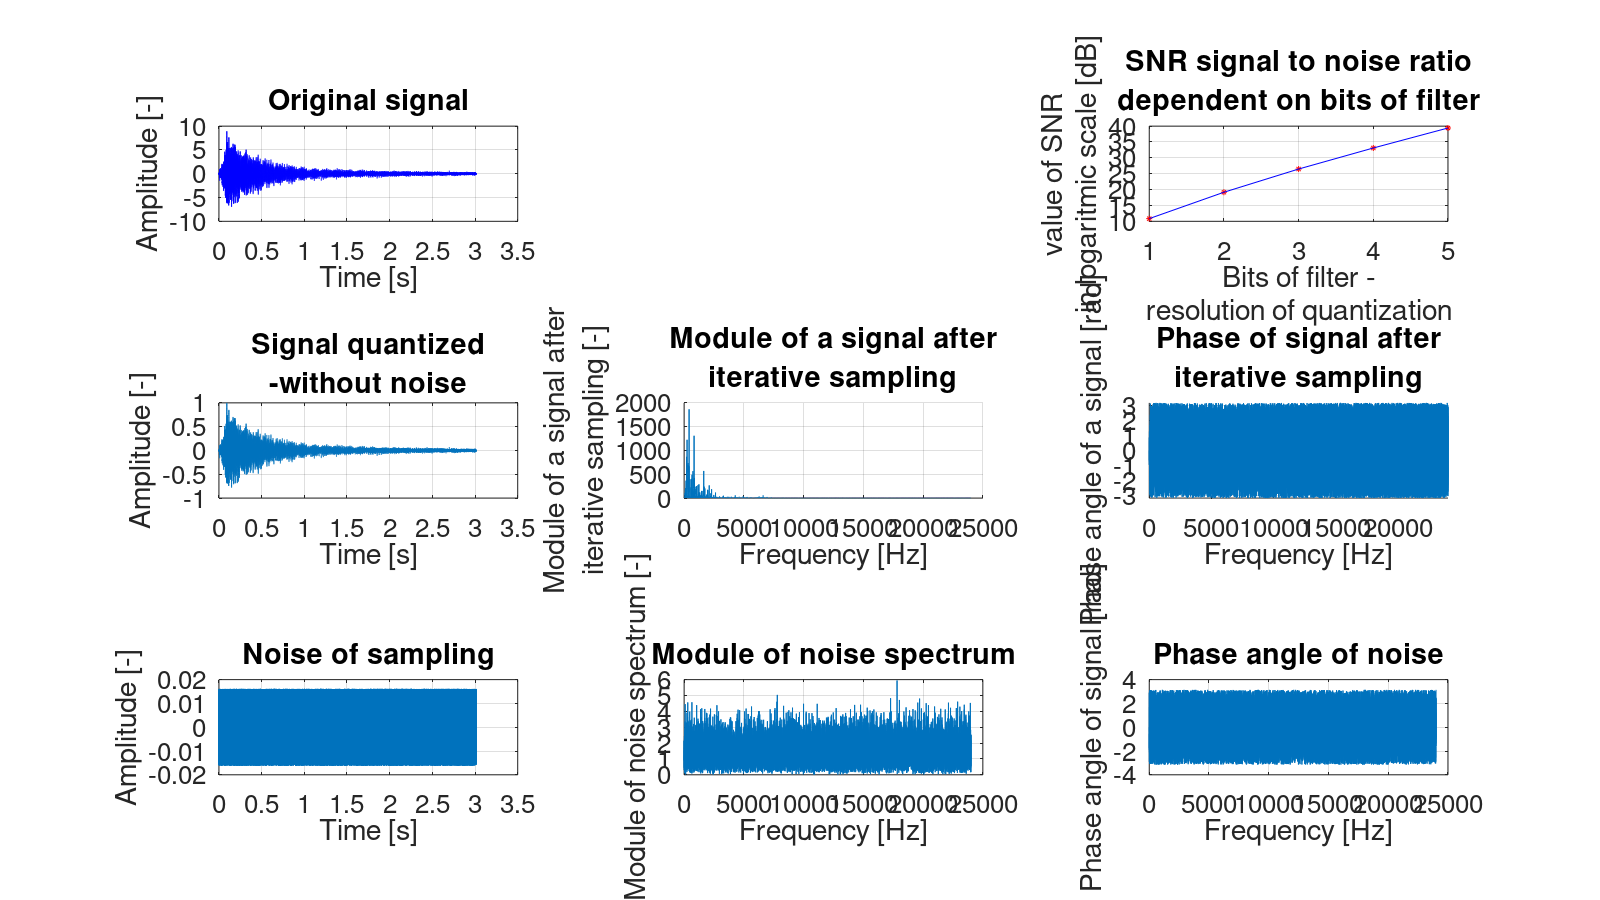 Original signal
Amplitude [-]
10
5
0
-5
-10
0 0.5 1 1.5 2 2.5 3 3.5
Time [s]
SNR signal to noise ratio
dependent on bits of filter
value of SNR
in logaritmic scale [dB]
40
35
30
25
20
15
10
1 2 3 4 5
Bits of filter -
resolution of quantization
Signal quantized
-without noise
Amplitude [-]
1
0.5
0
-0.5
-1
0 0.5 1 1.5 2 2.5 3 3.5
Time [s]
Module of a signal after
iterative sampling
Module of a signal after
iterative sampling [-]
2000
1500
1000
500
0
0 5000 10000 15000 20000 25000
Frequency [Hz]
Phase of signal after
iterative sampling
Phase angle of a signal [rad]
3
2
1
0
-1
-2
-3
0 5000 10000 15000 20000
Frequency [Hz]
Noise of sampling
Amplitude [-]
0.02
0.01
0
-0.01
-0.02
0 0.5 1 1.5 2 2.5 3 3.5
Time [s]
Module of noise spectrum
Module of noise spectrum [-]
6
5
4
3
2
1
0
0 5000 10000 15000 20000 25000
Frequency [Hz]
Phase angle of noise
Phase angle of signal [rad]
4
2
0
-2
-4
0 5000 10000 15000 20000 25000
Frequency [Hz]